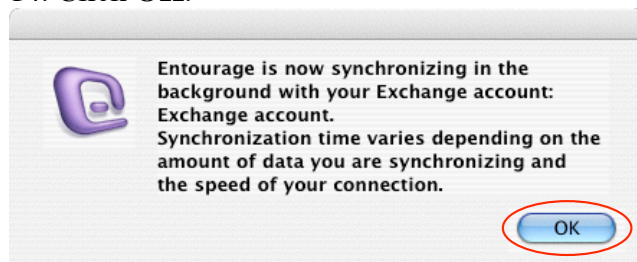 Entourage is now synchronizing in the
background with your Exchange account:
Exchange account.
Synchronization time varies depending on the
amount of data you are synchronizing and
the speed of your connection.
OK